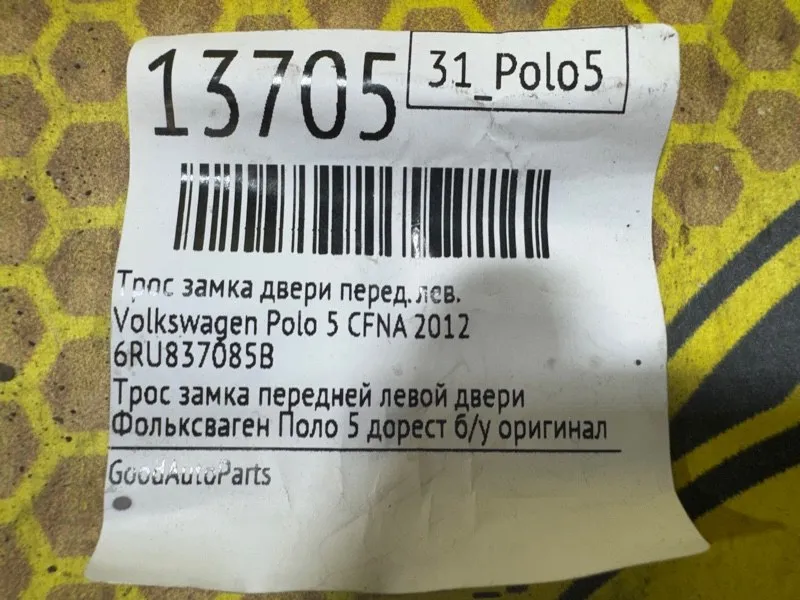 13705
31_Polo5
Трос замка двери перед.лев.
Volkswagen Polo 5 CFNA 2012
6RU837085B
Трос замка передней левой двери
Фольксваген Поло 5 дорест б/у оригинал
GoodAutoParts